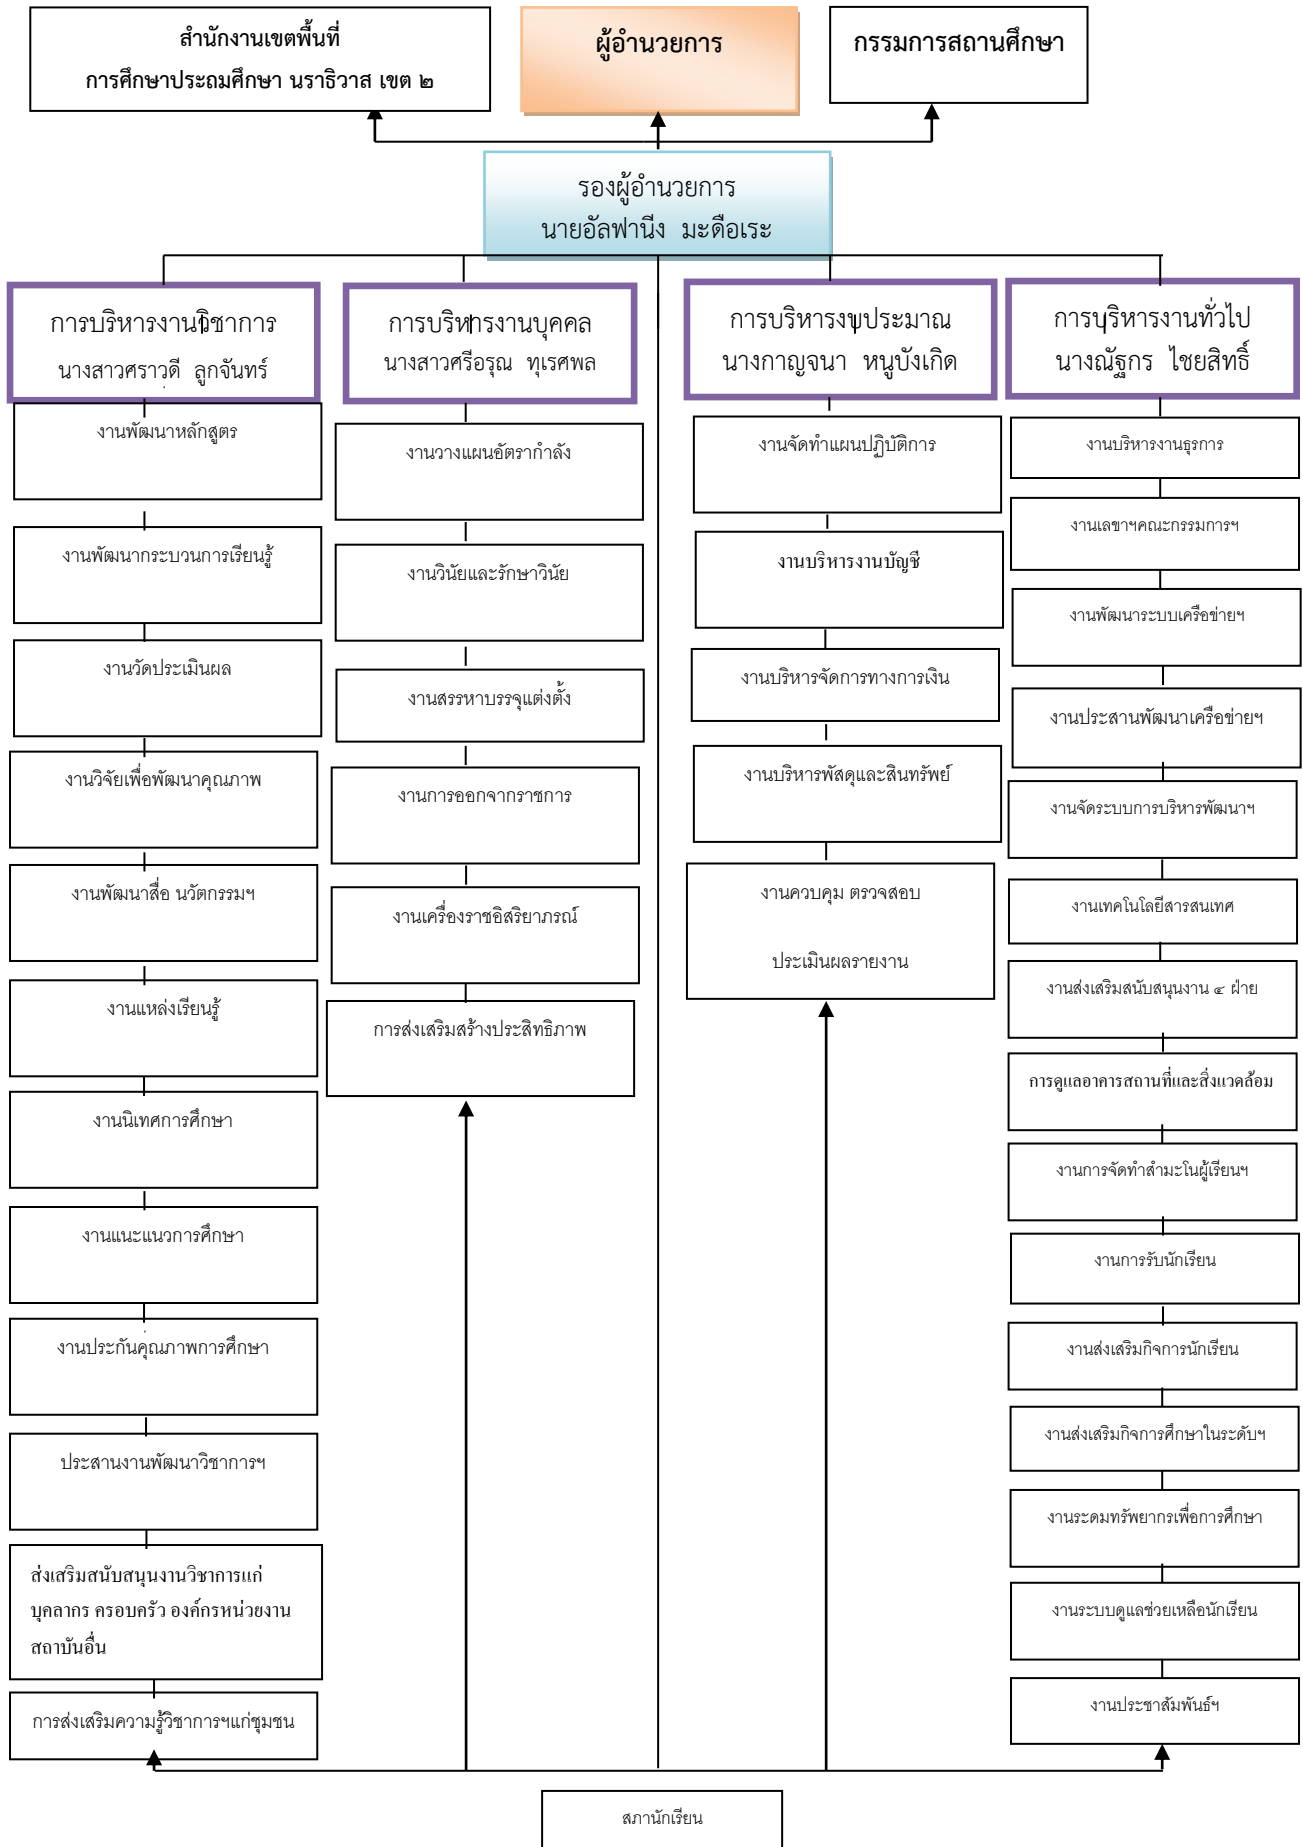 สำนักงานเขตพื้นที่
การศึกษาประถมศึกษา นราธิวาส เขต ๒
ผู้อำนวยการ
กรรมการสถานศึกษา
รองผู้อำนวยการ
นายอัลฟานีง มะดือเระ
การบริหารงานวิชาการ
นางสาวศราวดี ลูกจันทร์
งานพัฒนาหลักสูตร
งานพัฒนากระบวนการเรียนรู้
งานวัดประเมินผล
งานวิจัยเพื่อพัฒนาคุณภาพ
งานพัฒนาสื่อ นวัตกรรมฯ
งานแหล่งเรียนรู้
งานนิเทศการศึกษา
งานแนะแนวการศึกษา
งานประกันคุณภาพการศึกษา
ประสานงานพัฒนาวิชาการฯ
ส่งเสริมสนับสนุนงานวิชาการแก่
บุคลากร ครอบครัว องค์กรหน่วยงาน
สถาบันอื่น
การส่งเสริมความรู้วิชาการฯแก่ชุมชน
การบริหารงานบุคคล
นางสาวศรีอรุณ ทุเรศพล
งานวางแผนอัตรากำลัง
งานวินัยและรักษาวินัย
งานสรรหาบรรจุแต่งตั้ง
งานการออกจากราชการ
งานเครื่องราชอิสริยาภรณ์
การส่งเสริมสร้างประสิทธิภาพ
การบริหารงบประมาณ
นางกาญจนา หนูบังเกิด
งานจัดทำแผนปฏิบัติการ
งานบริหารงานบัญชี
งานบริหารจัดการทางการเงิน
งานบริหารพัสดุและสินทรัพย์
งานควบคุม ตรวจสอบ
ประเมินผลรายงาน
การบริหารงานทั่วไป
นางณัฐกร ไชยสิทธิ์
งานบริหารงานธุรการ
งานเลขาฯคณะกรรมการฯ
งานพัฒนาระบบเครือข่ายฯ
งานประสานพัฒนาเครือข่ายฯ
งานจัดระบบการบริหารพัฒนาฯ
งานเทคโนโลยีสารสนเทศ
งานส่งเสริมสนับสนุนงาน ๔ ฝ่าย
การดูแลอาคารสถานที่และสิ่งแวดล้อม
งานการจัดทำสำมะโนผู้เรียนฯ
งานการรับนักเรียน
งานส่งเสริมกิจการนักเรียน
งานส่งเสริมกิจการศึกษาในระดับฯ
งานระดมทรัพยากรเพื่อการศึกษา
งานระบบดูแลช่วยเหลือนักเรียน
งานประชาสัมพันธ์ฯ
สภานักเรียน